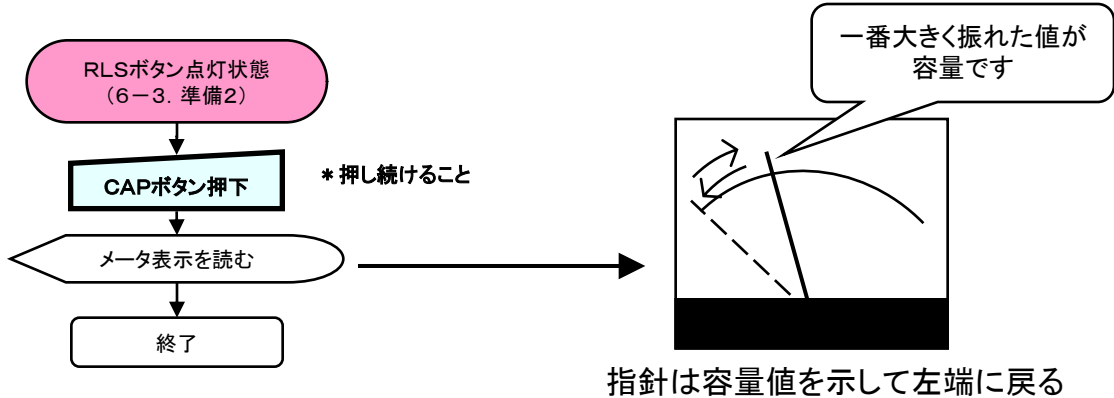 RLSボタン点灯状態
(6-3. 準備2)
CAPボタン押下
*押し続けること
メータ表示を読む
終了
一番大きく振れた値が
容量です
指針は容量値を示して左端に戻る